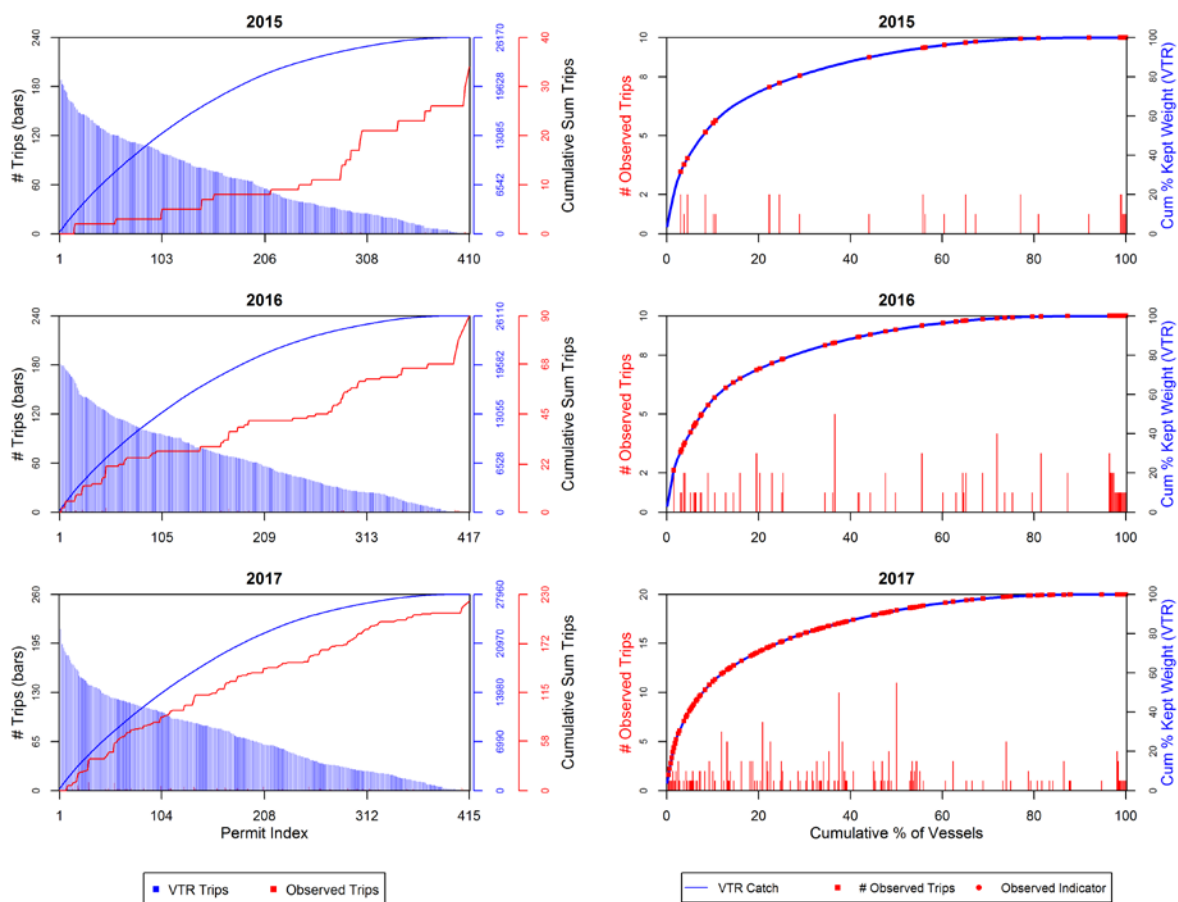 2015
# Trips (bars)
0 60 120 180 240
1 103 206 308 410
0 6542 13085 19628 26170
0 10 20 30 40
Cumulative Sum Trips
2015
# Observed Trips
0 2 5 8 10
0 20 40 60 80 100
0 20 40 60 80 100
Cum % Kept Weight (VTR)
2016
# Trips (bars)
0 60 120 180 240
1 105 209 313 417
0 6528 13055 19582 26110
0 22 45 68 90
Cumulative Sum Trips
2016
# Observed Trips
0 2 5 8 10
0 20 40 60 80 100
0 20 40 60 80 100
Cum % Kept Weight (VTR)
2017
# Trips (bars)
0 65 130 195 260
1 104 208 312 415
Permit Index
0 6990 13980 20970 27960
0 58 115 172 230
Cumulative Sum Trips
2017
# Observed Trips
0 5 10 15 20
0 20 40 60 80 100
Cumulative % of Vessels
0 20 40 60 80 100
Cum % Kept Weight (VTR)
VTR Trips Observed Trips
VTR Catch # Observed Trips Observed Indicator